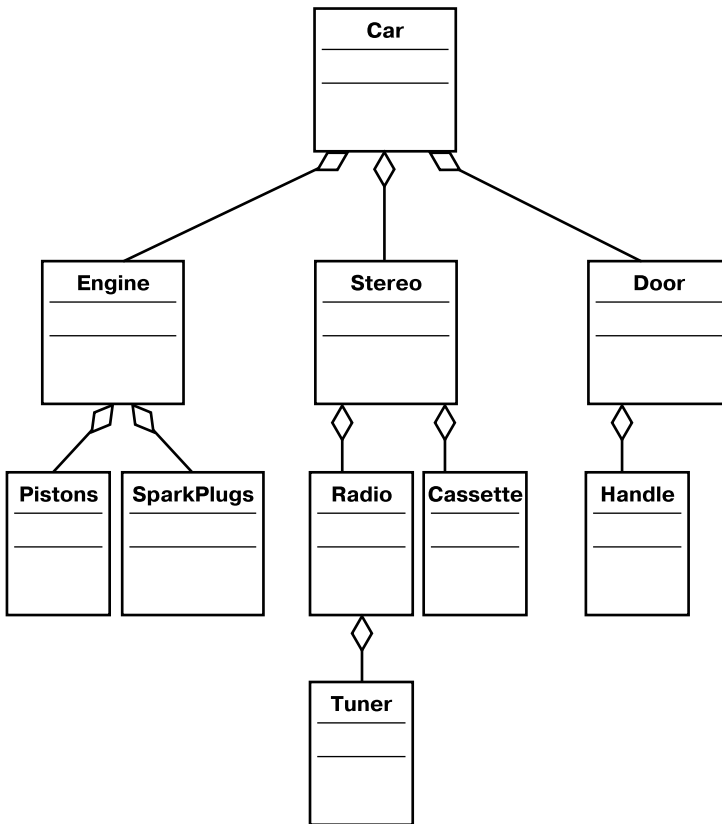 Car
Engine
Stereo
Door
Pistons
SparkPlugs
Radio
Cassette
Handle
Tuner